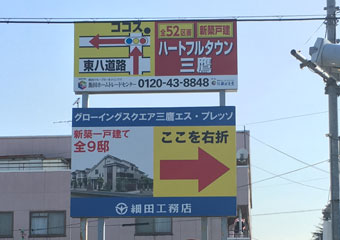 ココス
東八道路
全52区画
新築戸建
ハートフルタウン
三鷹
0120-43-8848
グローイングスクエア三鷹エス・プレッソ
新築一戸建て
全9邸
ここを右折
細田工務店